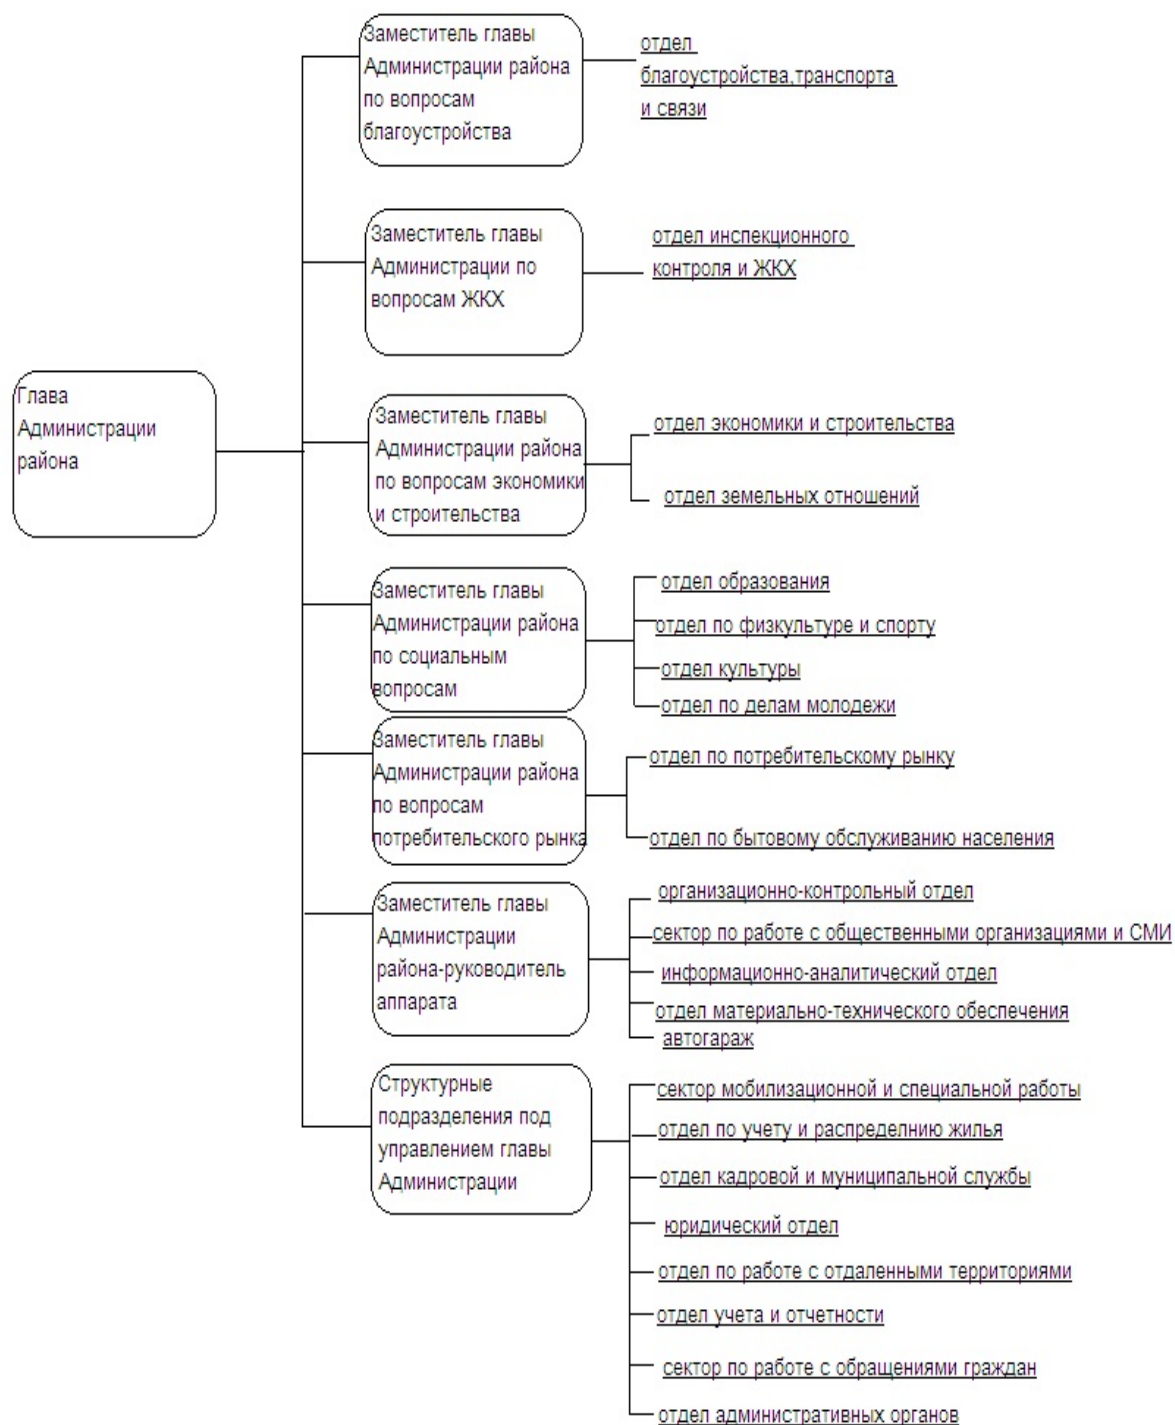 Глава
Администрации
района
Заместитель главы
Администрации района
по вопросам
благоустройства
отдел
благоустройства,транспорта
и связи
Заместитель главы
Администрации по
вопросам ЖКХ
отдел инспекционного
контроля и ЖКХ
Заместитель главы
Администрации района
по вопросам экономики
и строительства
отдел экономики и строительства
отдел земельных отношений
Заместитель главы
Администрации района
по социальным
вопросам
отдел образования
отдел по физкультуре и спорту
отдел культуры
отдел по делам молодежи
Заместитель главы
Администрации района
по вопросам
потребительского рынка
отдел по потребительскому рынку
отдел по бытовому обслуживанию населения
Заместитель главы
Администрации
района-руководитель
аппарата
организационно-контрольный отдел
сектор по работе с общественными организациями и СМИ
информационно-аналитический отдел
отдел материально-технического обеспечения
автогараж
Структурные
подразделения под
управлением главы
Администрации
сектор мобилизационной и специальной работы
отдел по учету и распределнию жилья
отдел кадровой и муниципальной службы
юридический отдел
отдел по работе с отдаленными территориями
отдел учета и отчетности
сектор по работе с обращениями граждан
отдел административных органов